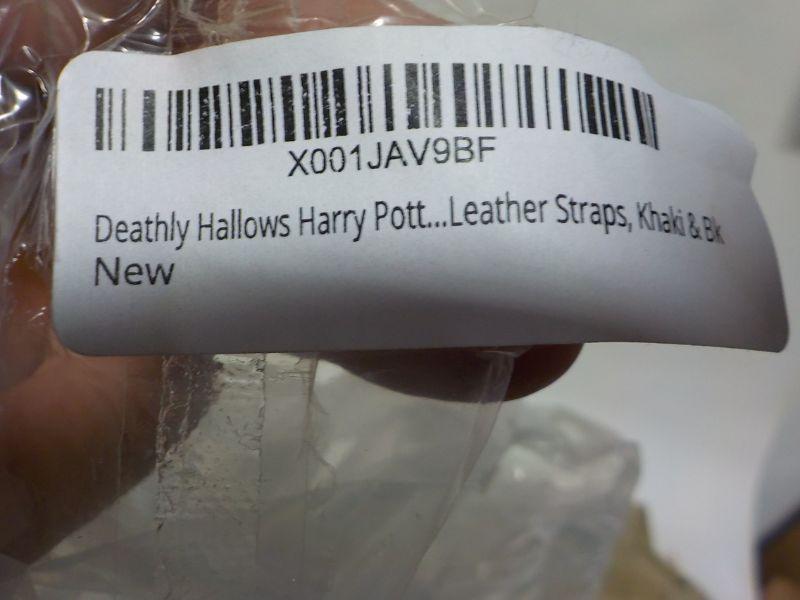 X001JAV9BF
Deathly Hallows Harry Pott...Leather Straps, Khaki & Bk
New